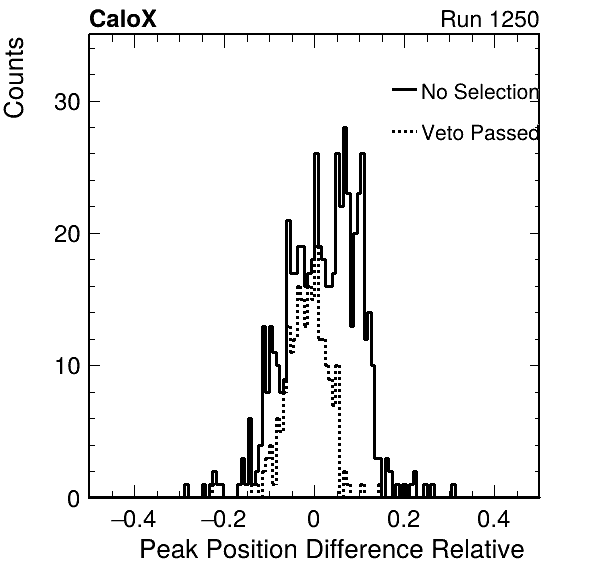 CaloX
Run 1250
Counts
No Selection
Veto Passed
30
20
10
0
−0.4
−0.2
0
0.2
0.4
Peak Position Difference Relative